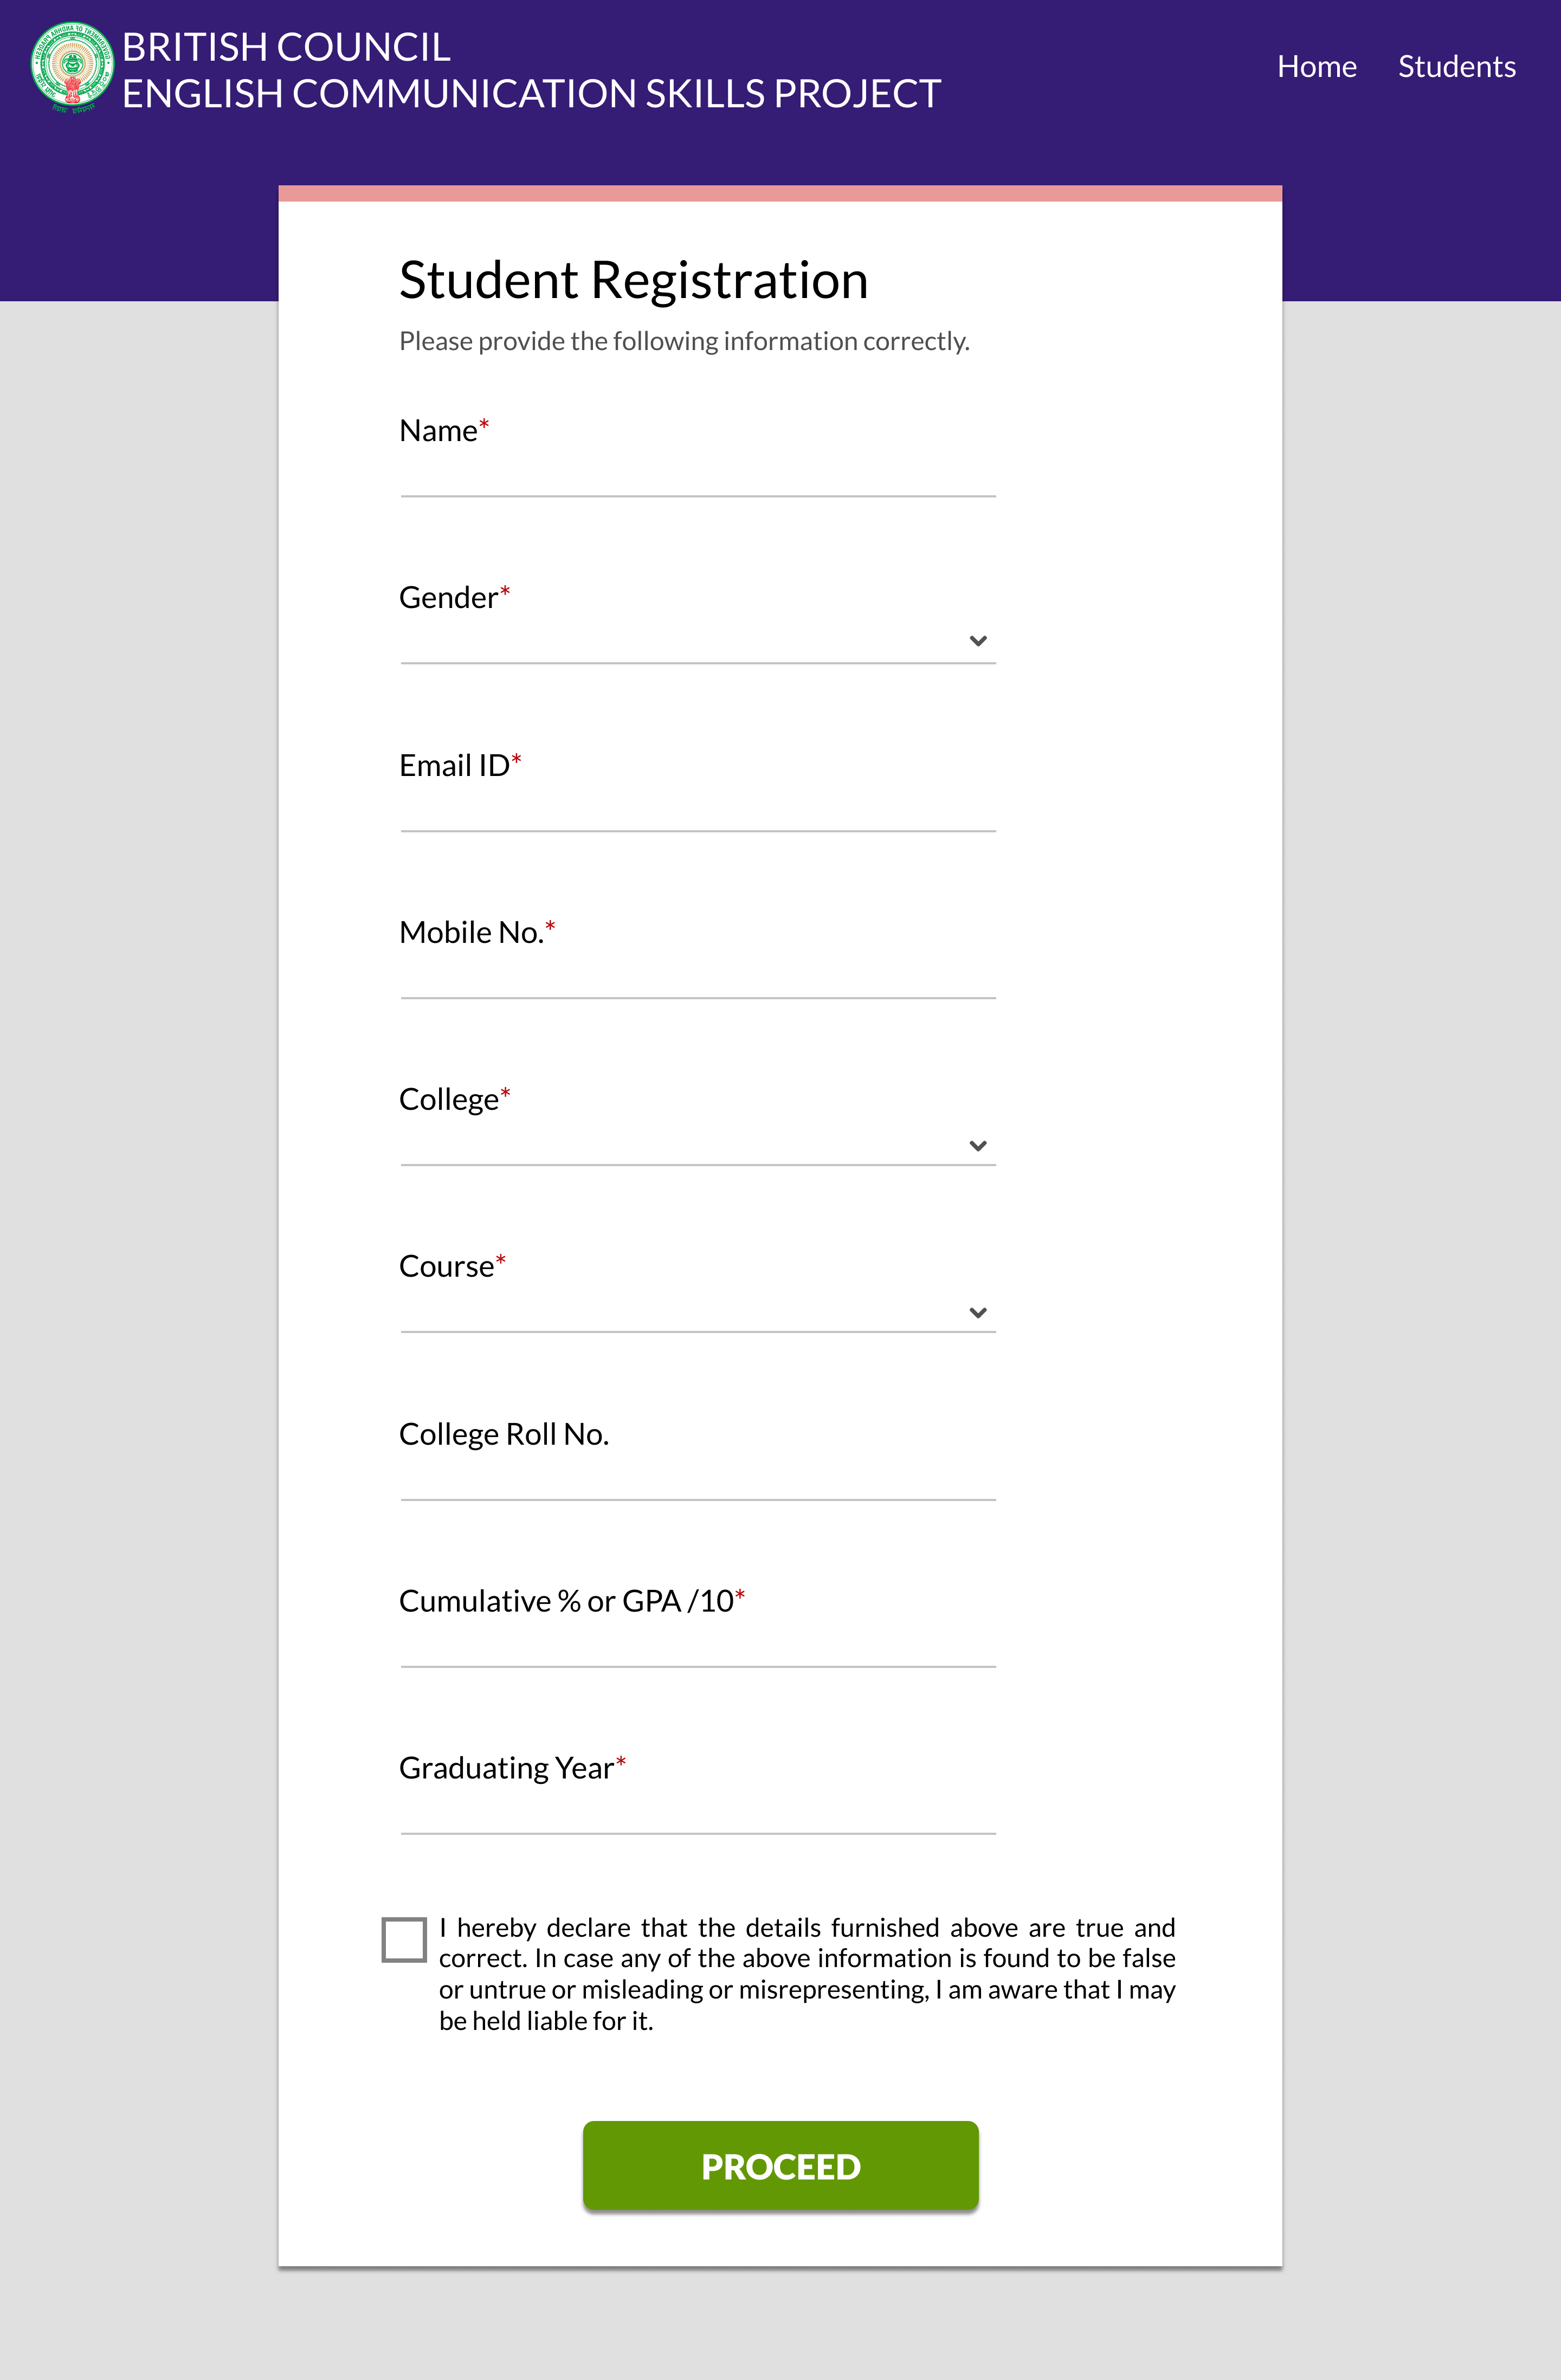 BRITISH COUNCIL
ENGLISH COMMUNICATION SKILLS PROJECT
Home Students
Student Registration
Please provide the following information correctly.
Name*
Gender*
Email ID*
Mobile No.*
College*
Course*
College Roll No.
Cumulative % or GPA /10*
Graduating Year*
I hereby declare that the details furnished above are true and
correct. In case any of the above information is found to be false
or untrue or misleading or misrepresenting, I am aware that I may
be held liable for it.
PROCEED